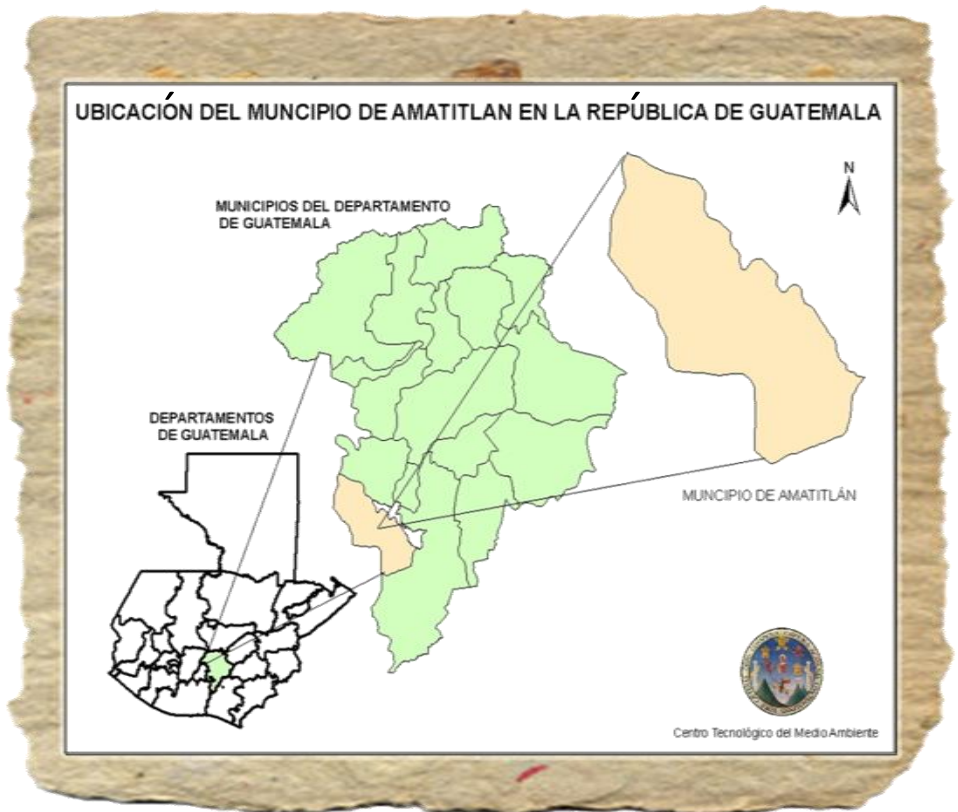 UBICACIÓN DEL MUNCIPIO DE AMATITLAN EN LA REPÚBLICA DE GUATEMALA
N
MUNICIPIOS DEL DEPARTAMENTO
DE GUATEMALA
DEPARTAMENTOS
DE GUATEMALA
MUNCIPIO DE AMATITLÁN
Centro Tecnológico del Medio Ambiente